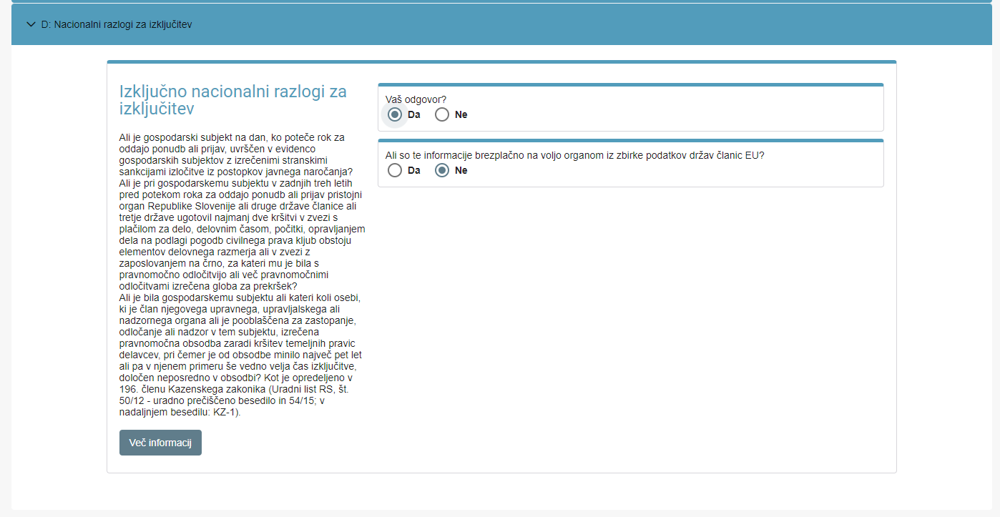 D: Nacionalni razlogi za izključitev
Izključno nacionalni razlogi za
izključitev
Ali je gospodarski subjekt na dan, ko poteče rok za
oddajo ponudb ali prijav, uvrščen v evidenco
gospodarskih subjektov z izrečenimi stranskimi
sankcijami izločitve iz postopkov javnega naročanja?
Ali je pri gospodarskemu subjektu v zadnjih treh letih
pred potekom roka za oddajo ponudb ali prijav pristojni
organ Republike Slovenije ali druge države članice ali
tretje države ugotovil najmanj dve kršitvi v zvezi s
plačilom za delo, delovnim časom, počitki, opravljanjem
dela na podlagi pogodb civilnega prava kljub obstoju
elementov delovnega razmerja ali v zvezi z
zaposlovanjem na črno, za kateri mu je bila s
pravnomočno odločitvijo ali več pravnomočnimi
odločitvami izrečena globa za prekršek?
Ali je bila gospodarskemu subjektu ali kateri koli osebi,
ki je član njegovega upravnega, upravljalskega ali
nadzornega organa ali je pooblaščena za zastopanje,
odločanje ali nadzor v tem subjektu, izrečena
pravnomočna obsodba zaradi kršitev temeljnih pravic
delavcev, pri čemer je od obsodbe minilo največ pet let
ali pa v njenem primeru še vedno velja čas izključitve,
določen neposredno v obsodbi? Kot je opredeljeno v
196. členu Kazenskega zakonika (Uradni list RS, št.
50/12 - uradno prečiščeno besedilo in 54/15; v
nadaljnjem besedilu: KZ-1).
Več informacij
Vaš odgovor?
Da Ne
Ali so te informacije brezplačno na voljo organom iz zbirke podatkov držav članic EU?
Da Ne